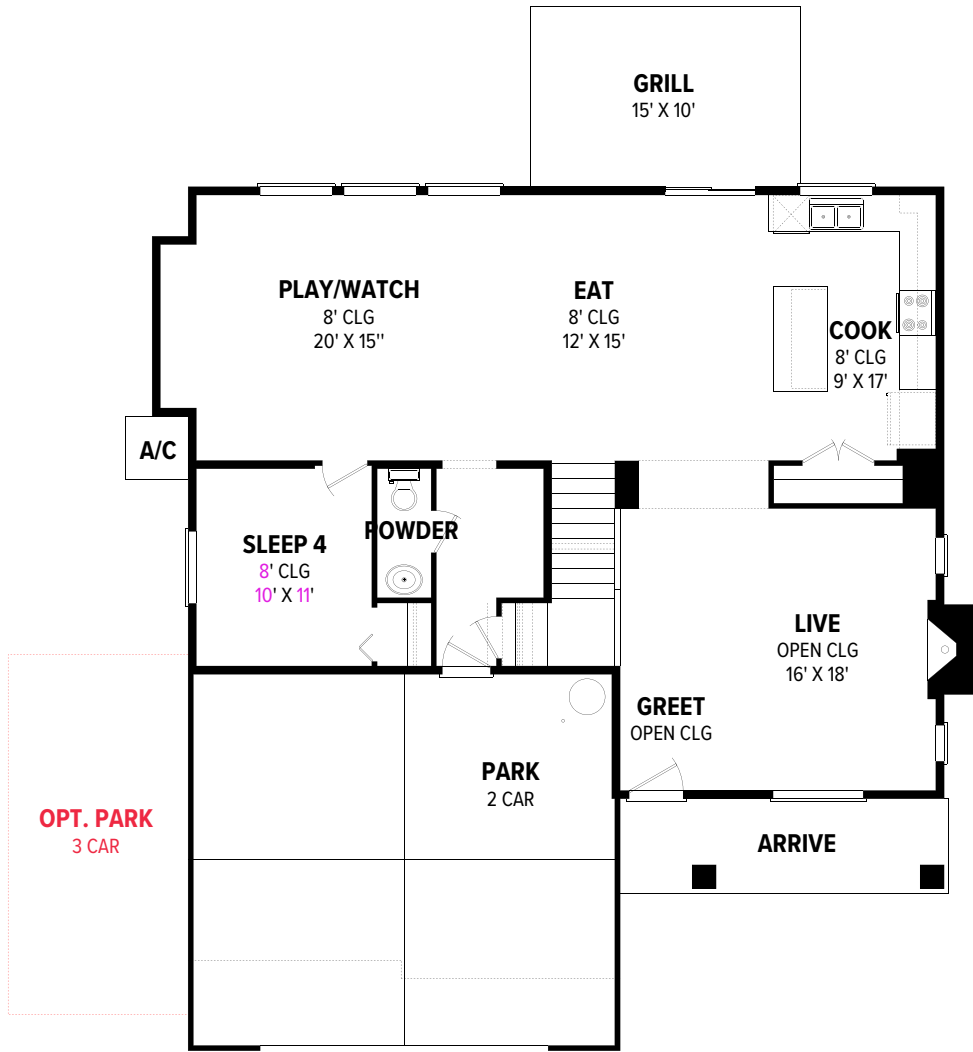 GRILL
15' X 10'
PLAY/WATCH
8' CLG
20' X 15''
EAT
8' CLG
12' X 15'
COOK
8' CLG
9' X 17'
A/C
POWDER
SLEEP 4
8' CLG
10' X 11'
LIVE
OPEN CLG
16' X 18'
GREET
OPEN CLG
PARK
2 CAR
OPT. PARK
3 CAR
ARRIVE